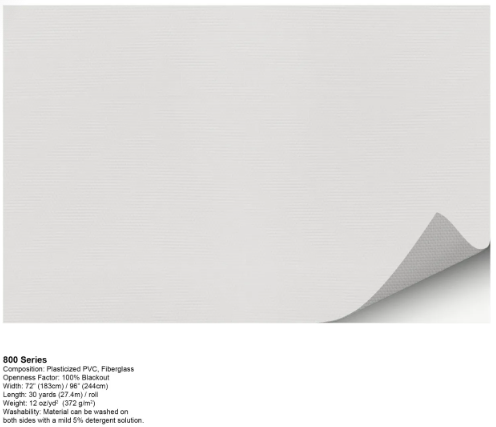 800 Series
Composition: Plasticized PVC, Fiberglass
Openness Factor: 100% Blackout
Width: 72" (183cm) / 96" (244cm)
Length: 30 yards (27.4m) / roll
Weight: 12 oz/yd² (372 g/m²)
Washability: Material can be washed on
both sides with a mild 5% detergent solution.